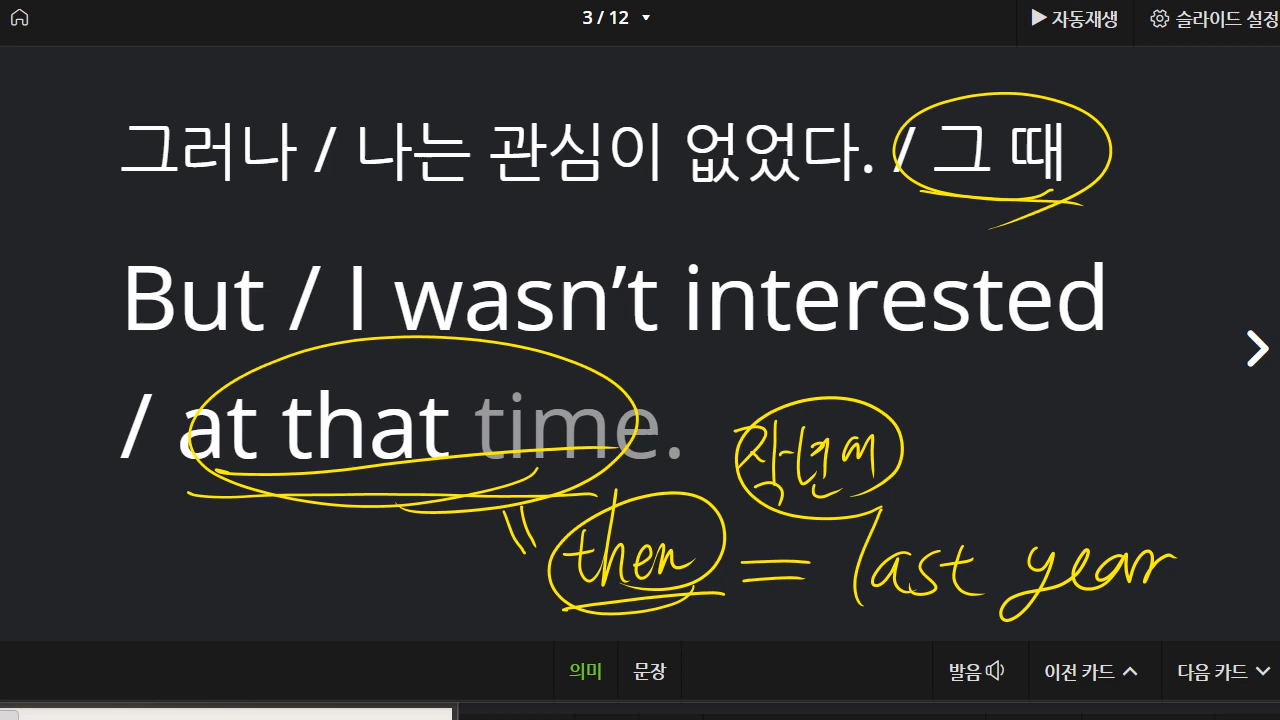 3 / 12
자동재생
슬라이드 설정
그러나 / 나는 관심이 없었다. / 그 때
But / I wasn’t interested
/ at that time.
작년에
" then = last year
의미
문장
발음
이전 카드
다음 카드